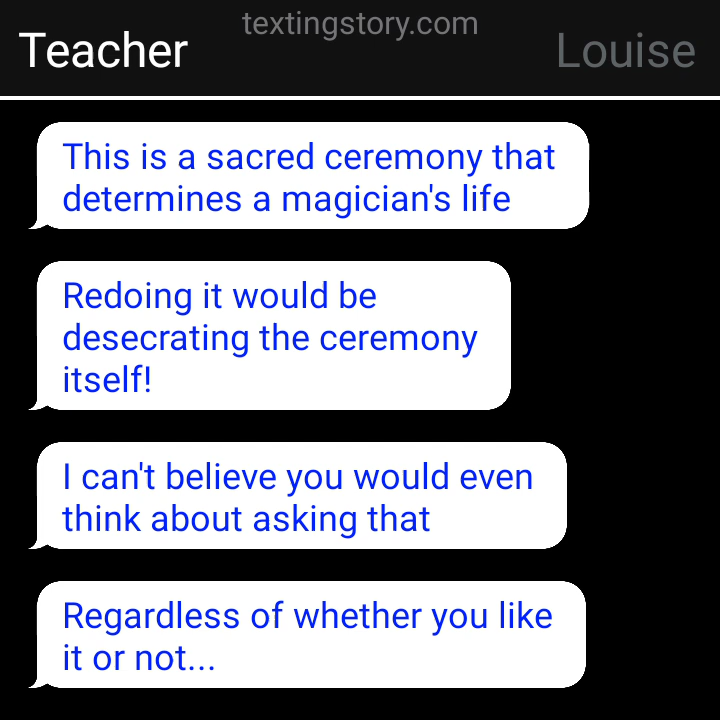 textingstory.com
Teacher
Louise
This is a sacred ceremony that
determines a magician's life
Redoing it would be
desecrating the ceremony
itself!
I can't believe you would even
think about asking that
Regardless of whether you like
it or not...